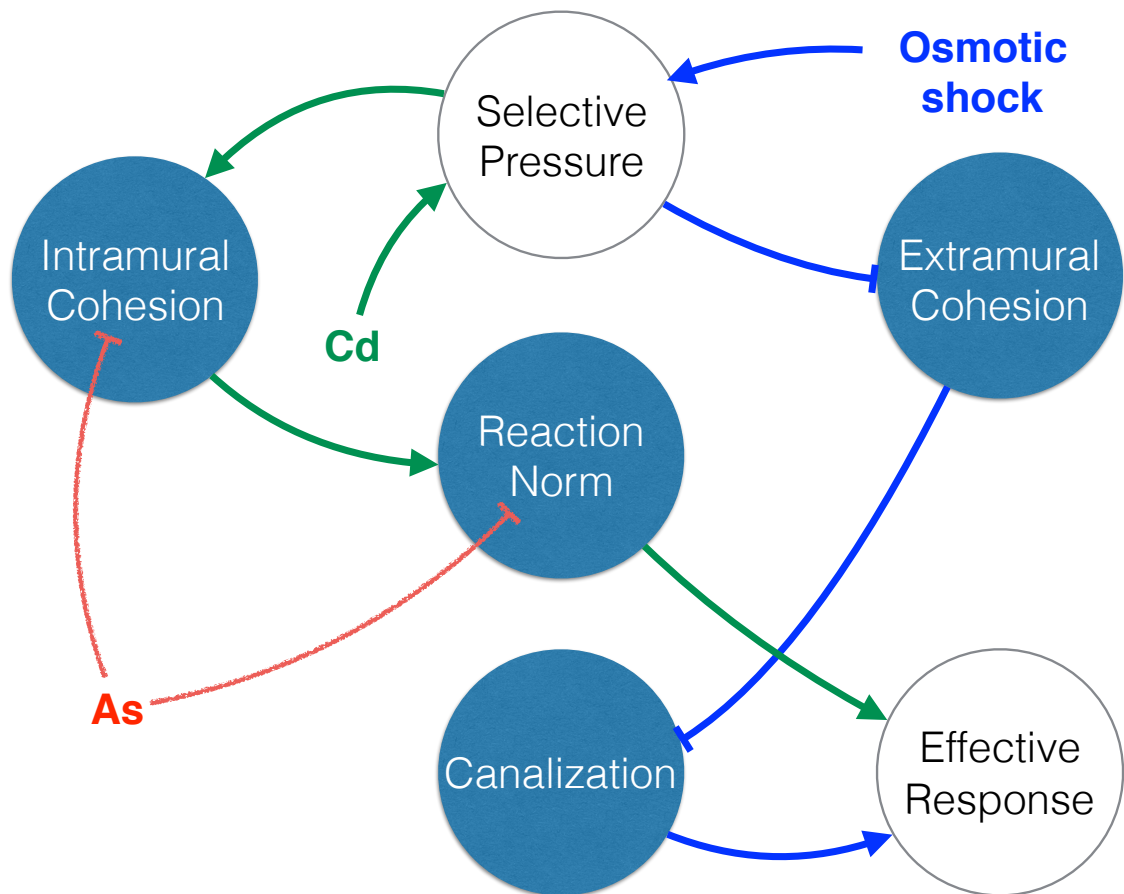 Selective
Pressure
Osmotic
shock
Intramural
Cohesion
Extramural
Cohesion
Cd
Reaction
Norm
As
Canalization
Effective
Response